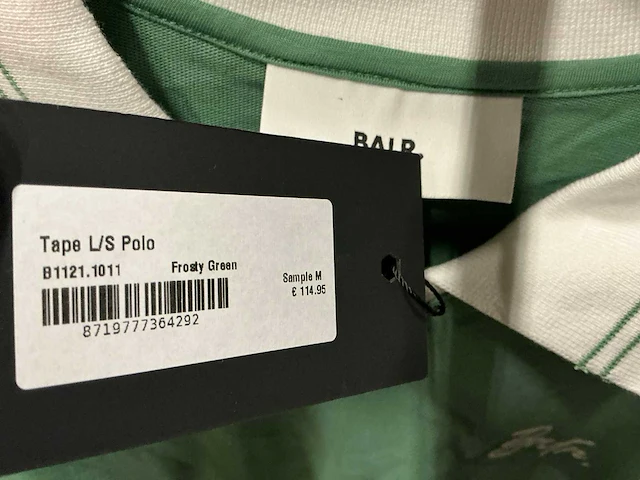 BALR.
Tape L/S Polo
B1121.1011 Frosty Green
Sample M
€ 114.95
8719777364292